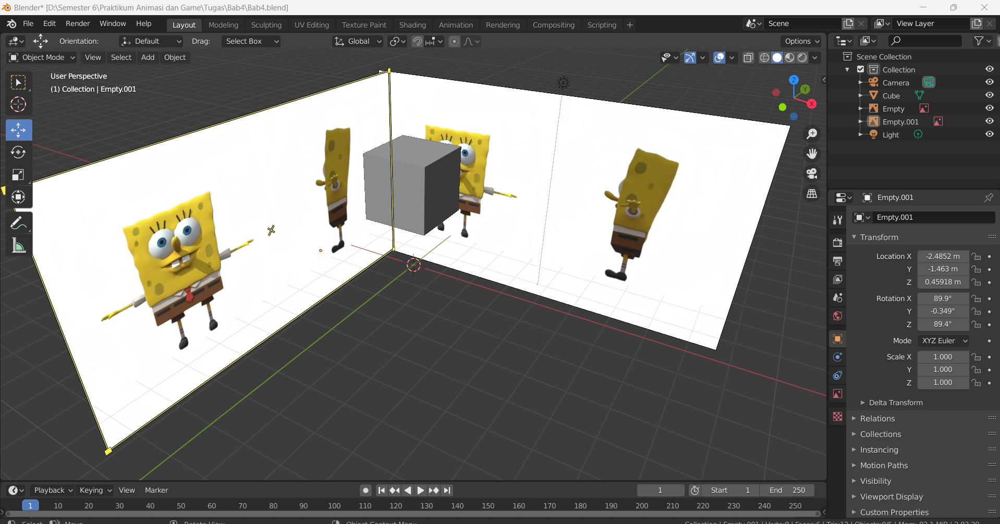 Blender* [D:\Semester 6\Praktikum Animasi dan Game\Tugas\Bab4\Bab4.blend]
File Edit Render Window Help Layout Modeling Sculpting UV Editing Texture Paint Shading Animation Rendering Compositing Scripting + Scene View Layer
Orientation: Default Drag: Select Box Global Options
Object Mode View Select Add Object
User Perspective
(1) Collection | Empty.001
Z
Y
X
Scene Collection
Collection
Camera
Cube
Empty
Empty.001
Light
Empty.001
Empty.001
Transform
Location X -2.4852 m
Y -1.463 m
Z 0.45918 m
Rotation X 89.9°
Y -0.349°
Z 89.4°
Mode XYZ Euler
Scale X 1.000
Y 1.000
Z 1.000
Delta Transform
Relations
Collections
Instancing
Motion Paths
Visibility
Viewport Display
Custom Properties
Playback Keying View Marker 1 Start 1 End 250
1 10 20 30 40 50 60 70 80 90 100 110 120 130 140 150 160 170 180 190 200 210 220 230 240 250
Select Move Rotate View Object Context Menu